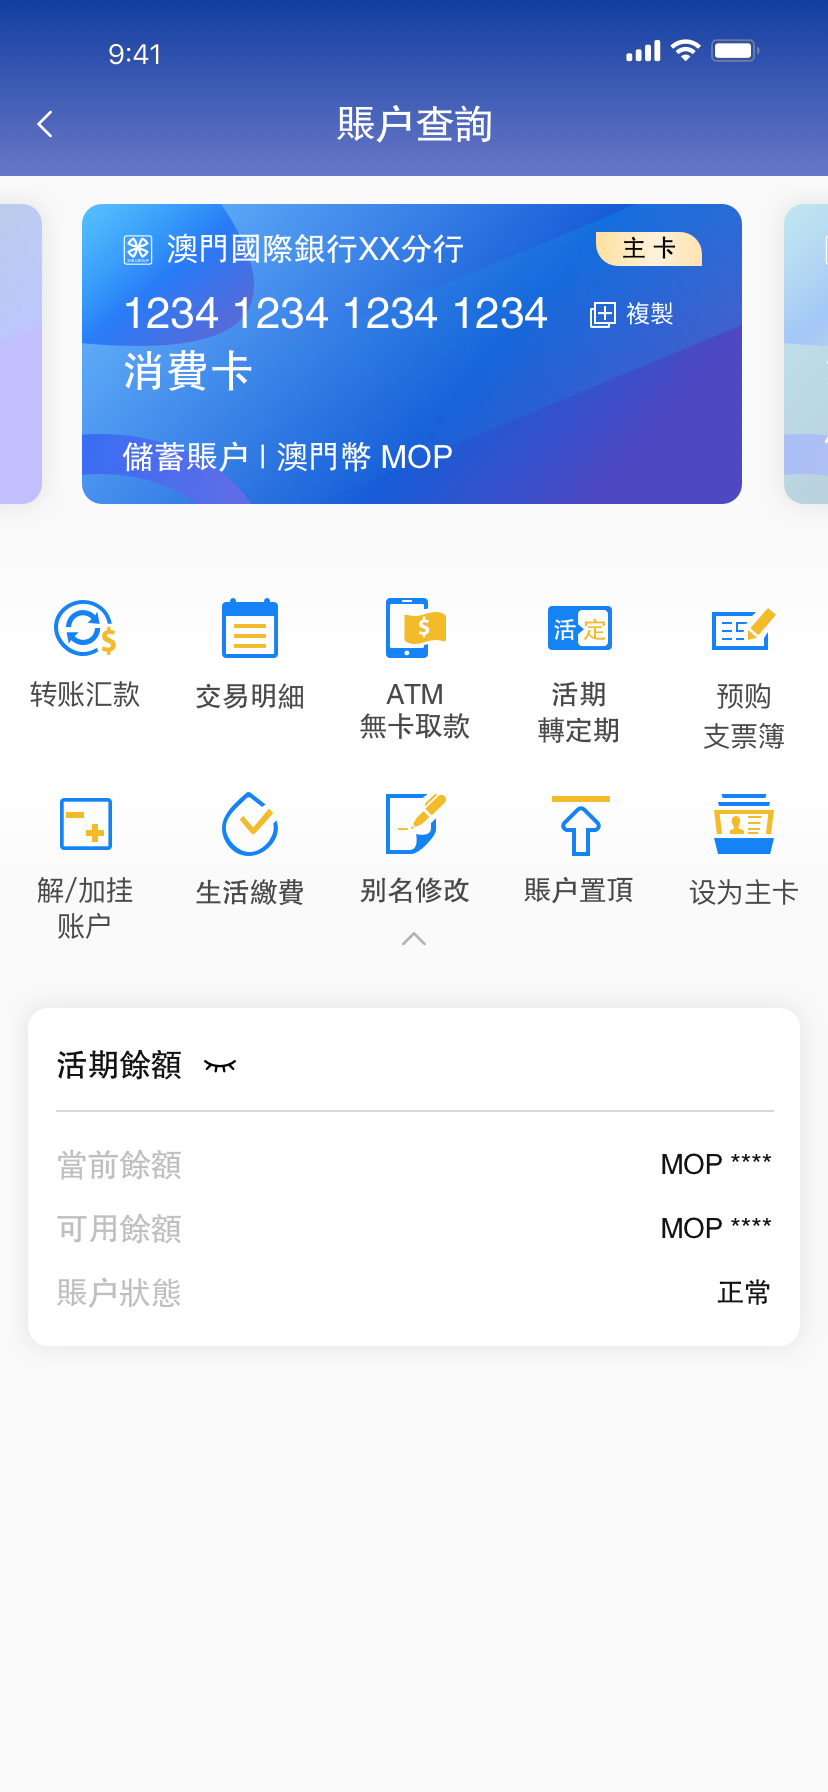 9:41
賬户查詢
澳門國際銀行XX分行
主卡
1234 1234 1234 1234
複製
消費卡
儲蓄賬户 | 澳門幣 MOP
转账汇款
交易明細
ATM
無卡取款
活定
活期
轉定期
预购
支票簿
解/加挂
账户
生活繳費
别名修改
賬户置頂
设为主卡
活期餘額
當前餘額
MOP ****
可用餘額
MOP ****
賬户狀態
正常